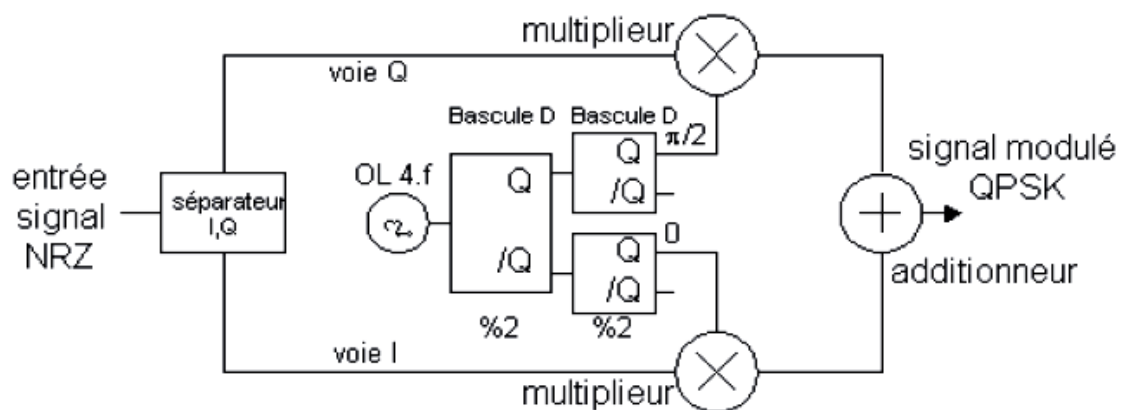 multiplieur
voie Q
Bascule D
Bascule D
π/2
Q
/Q
OL 4.f
Q
/Q
0
Q
/Q
%2
%2
entrée
signal
NRZ
séparateur
I,Q
signal modulé
QPSK
additionneur
voie I
multiplieur